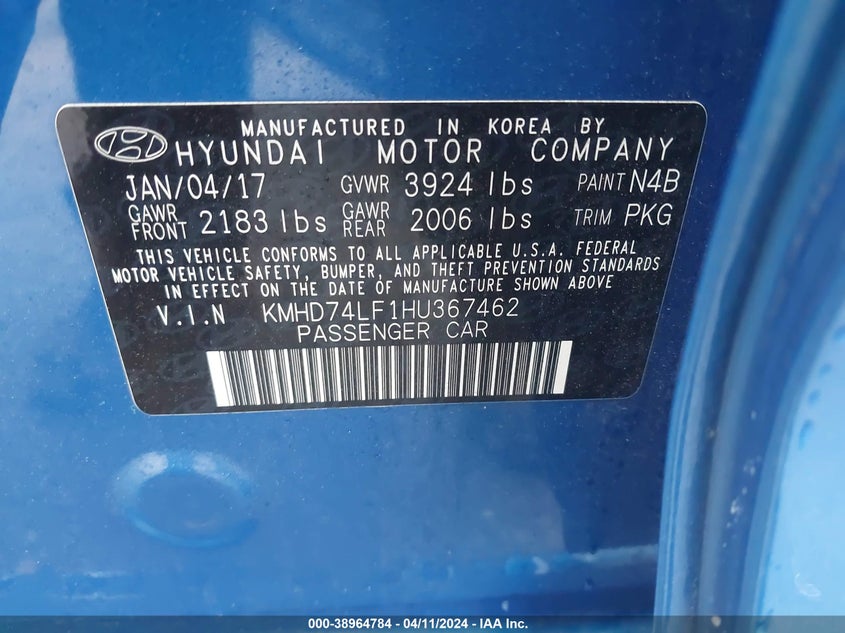 MANUFACTURED IN KOREA BY
HYUNDAI MOTOR COMPANY
JAN/04/17 GVWR 3924 lbs PAINT N4B
GAWR FRONT 2183 lbs GAWR REAR 2006 lbs TRIM PKG
THIS VEHICLE CONFORMS TO ALL APPLICABLE U.S.A. FEDERAL
MOTOR VEHICLE SAFETY, BUMPER, AND THEFT PREVENTION STANDARDS
IN EFFECT ON THE DATE OF MANUFACTURE SHOWN ABOVE
V.I.N KMHD74LF1HU367462
PASSENGER CAR
000-38964784 - 04/11/2024 - IAA Inc.